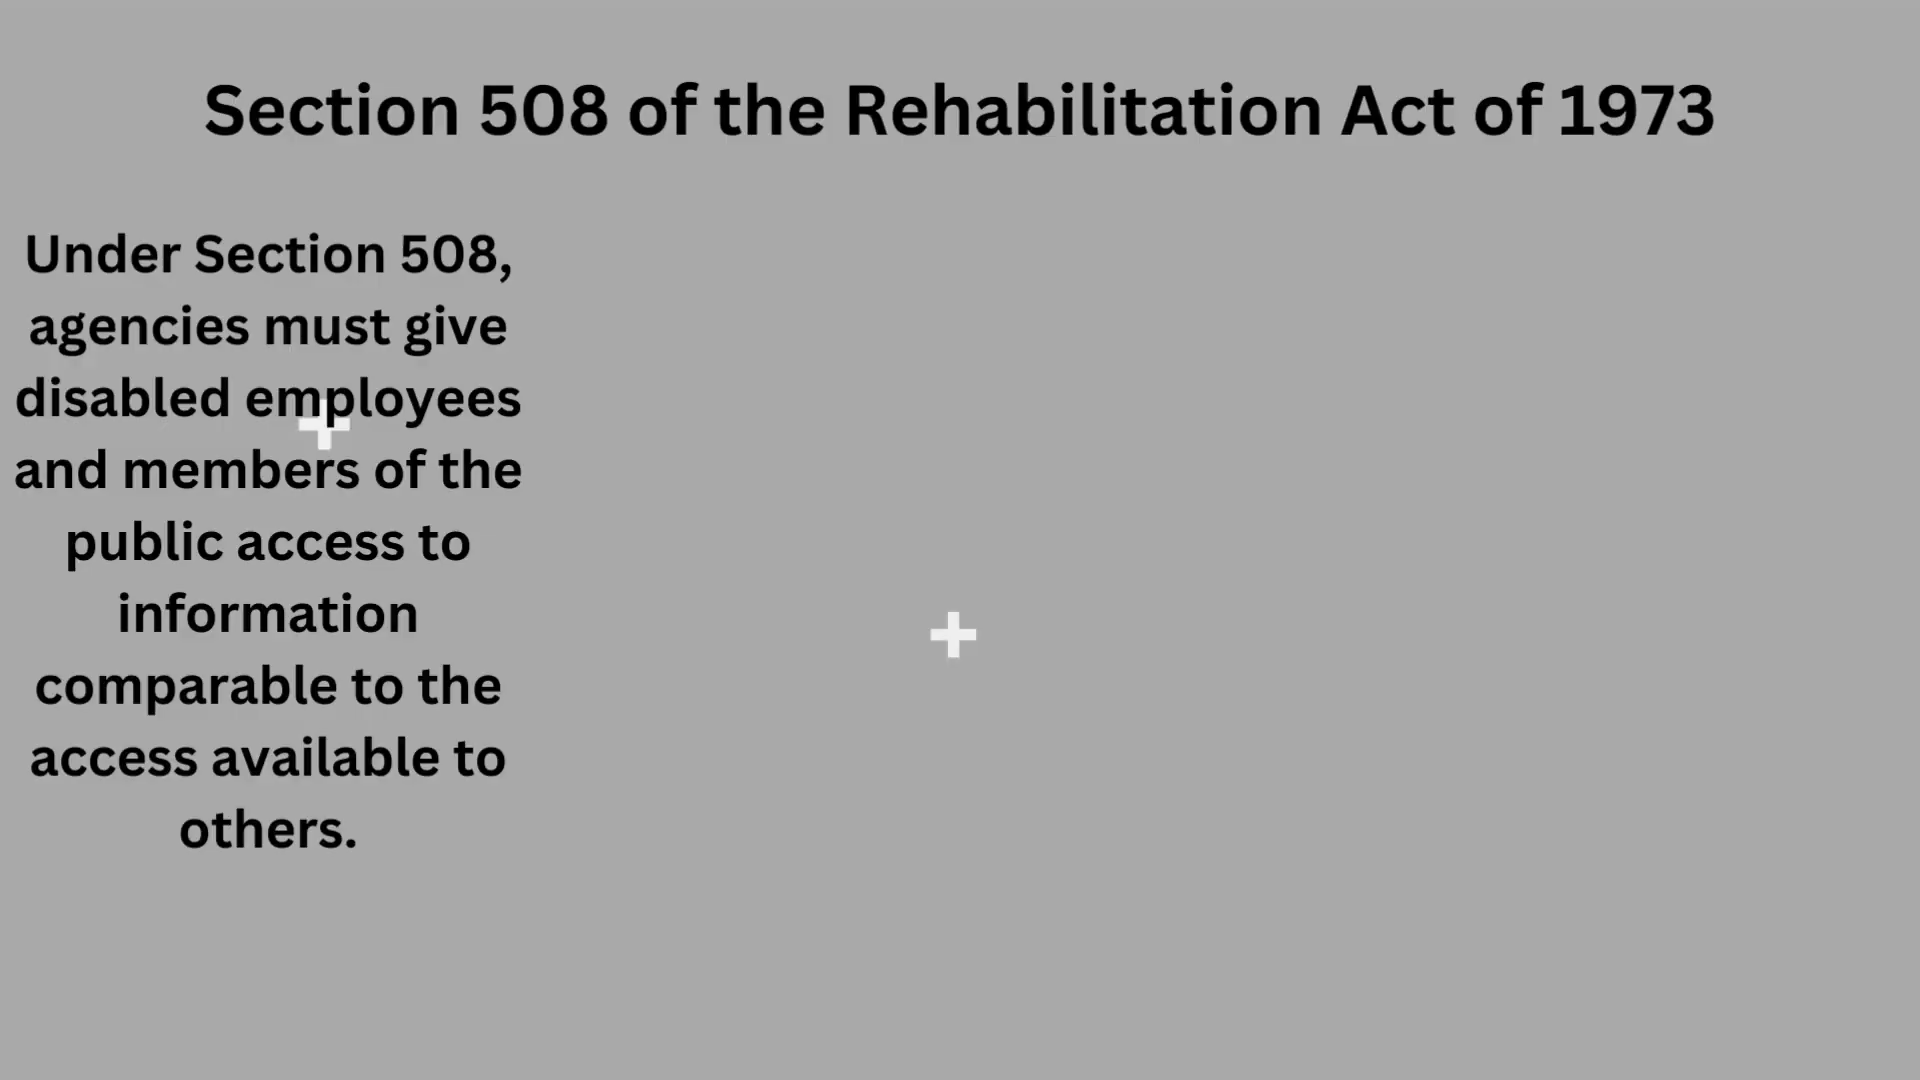 Section 508 of the Rehabilitation Act of 1973
Under Section 508,
agencies must give
disabled employees
and members of the
public access to
information
comparable to the
access available to
others.